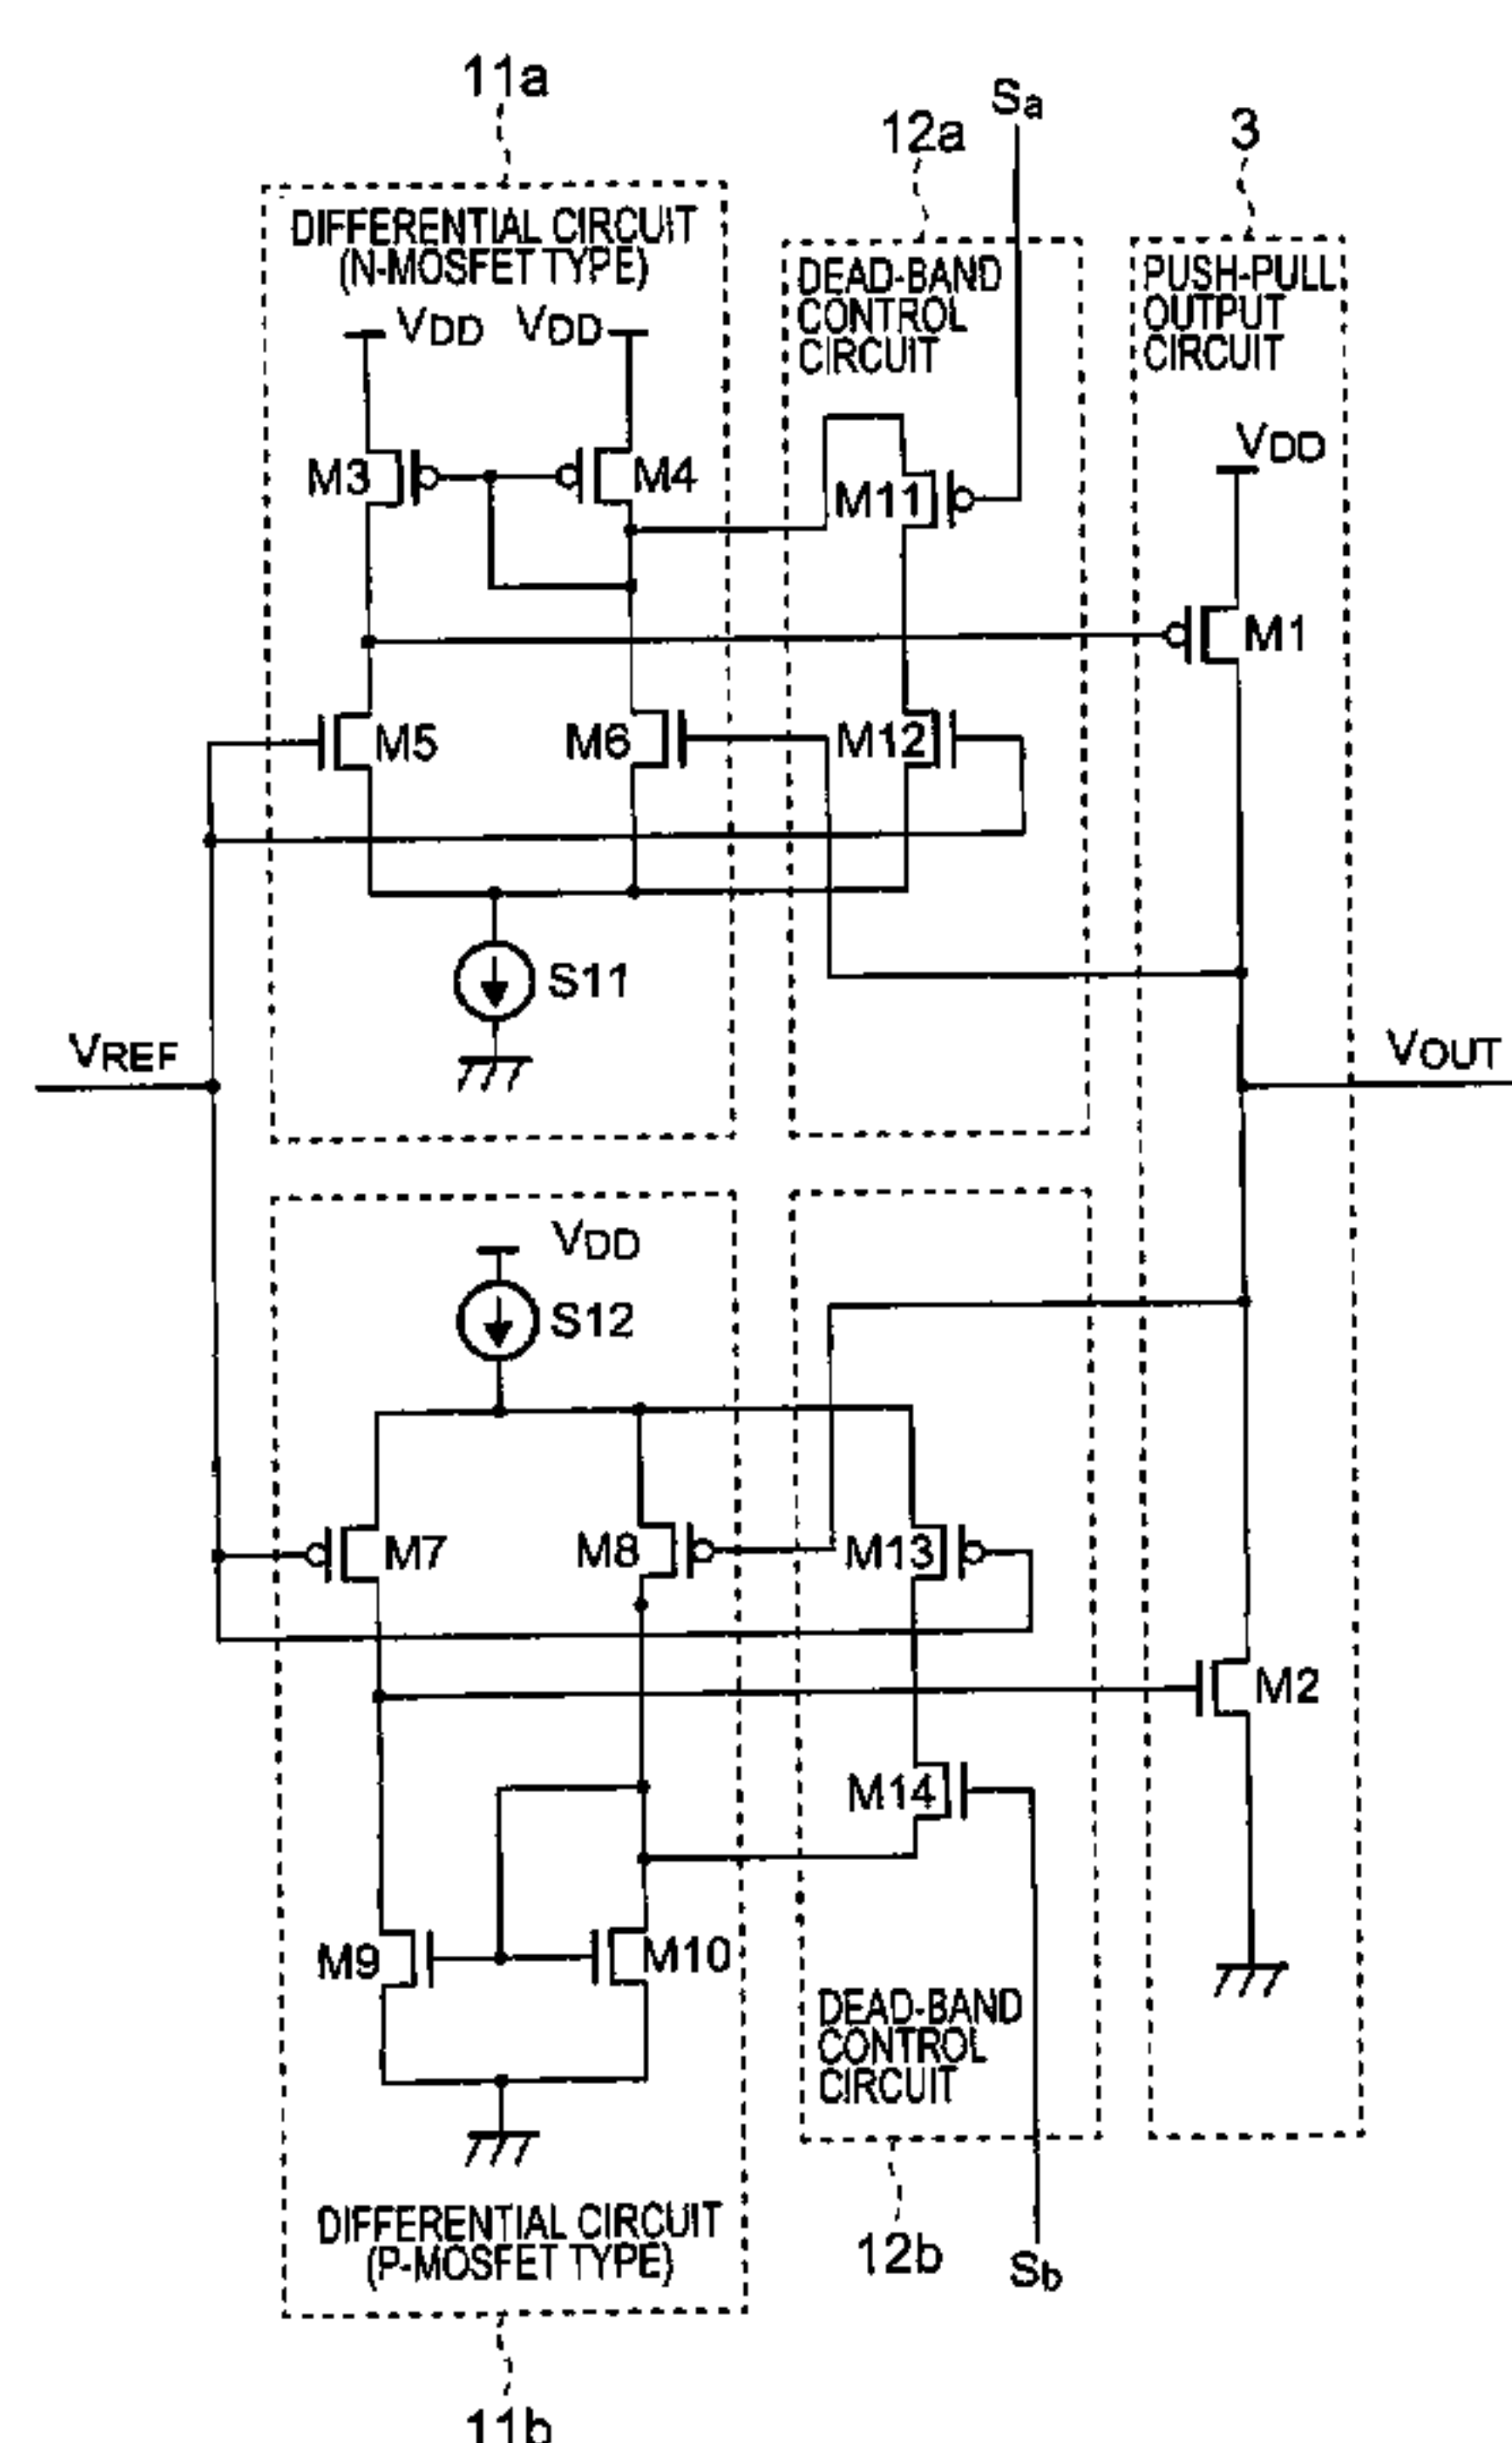 11a
Sa
12a
3
DIFFERENTIAL CIRCUIT
(N-MOSFET TYPE)
DEAD-BAND
CONTROL
CIRCUIT
PUSH-PULL
OUTPUT
CIRCUIT
VDD
VDD
VDD
M3
M4
M11
M1
M5
M6
M12
S11
VREF
VOUT
VDD
S12
M7
M8
M13
M2
M14
M9
M10
DEAD-BAND
CONTROL
CIRCUIT
DIFFERENTIAL CIRCUIT
(P-MOSFET TYPE)
12b
Sb
11b